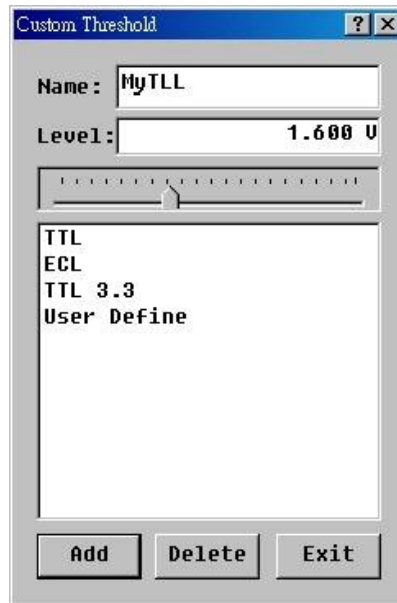 Custom Threshold
Name: MyTLL
Level: 1.600 V
TTL
ECL
TTL 3.3
User Define
Add Delete Exit